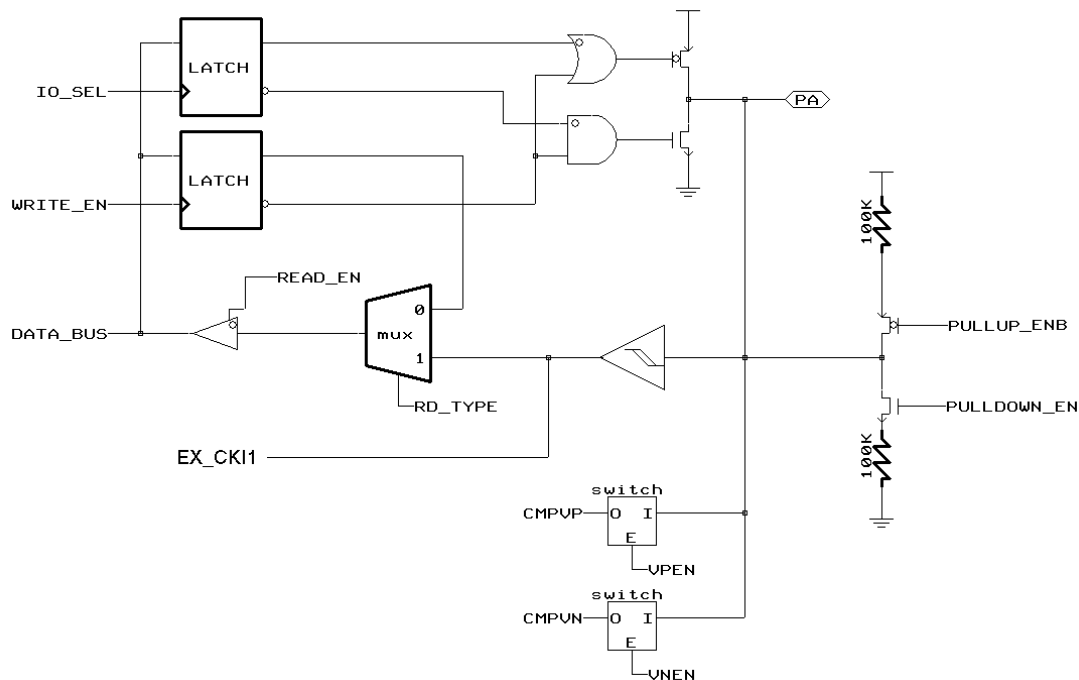 LATCH
IO_SEL
PA
LATCH
WRITE_EN
100K
READ_EN
0
DATA_BUS
mux
PULLUP_ENB
1
RD_TYPE
PULLDOWN_EN
EX_CKI1
100K
switch
CMPVP O I
E
VPEN
switch
CMPVN O I
E
VNEN